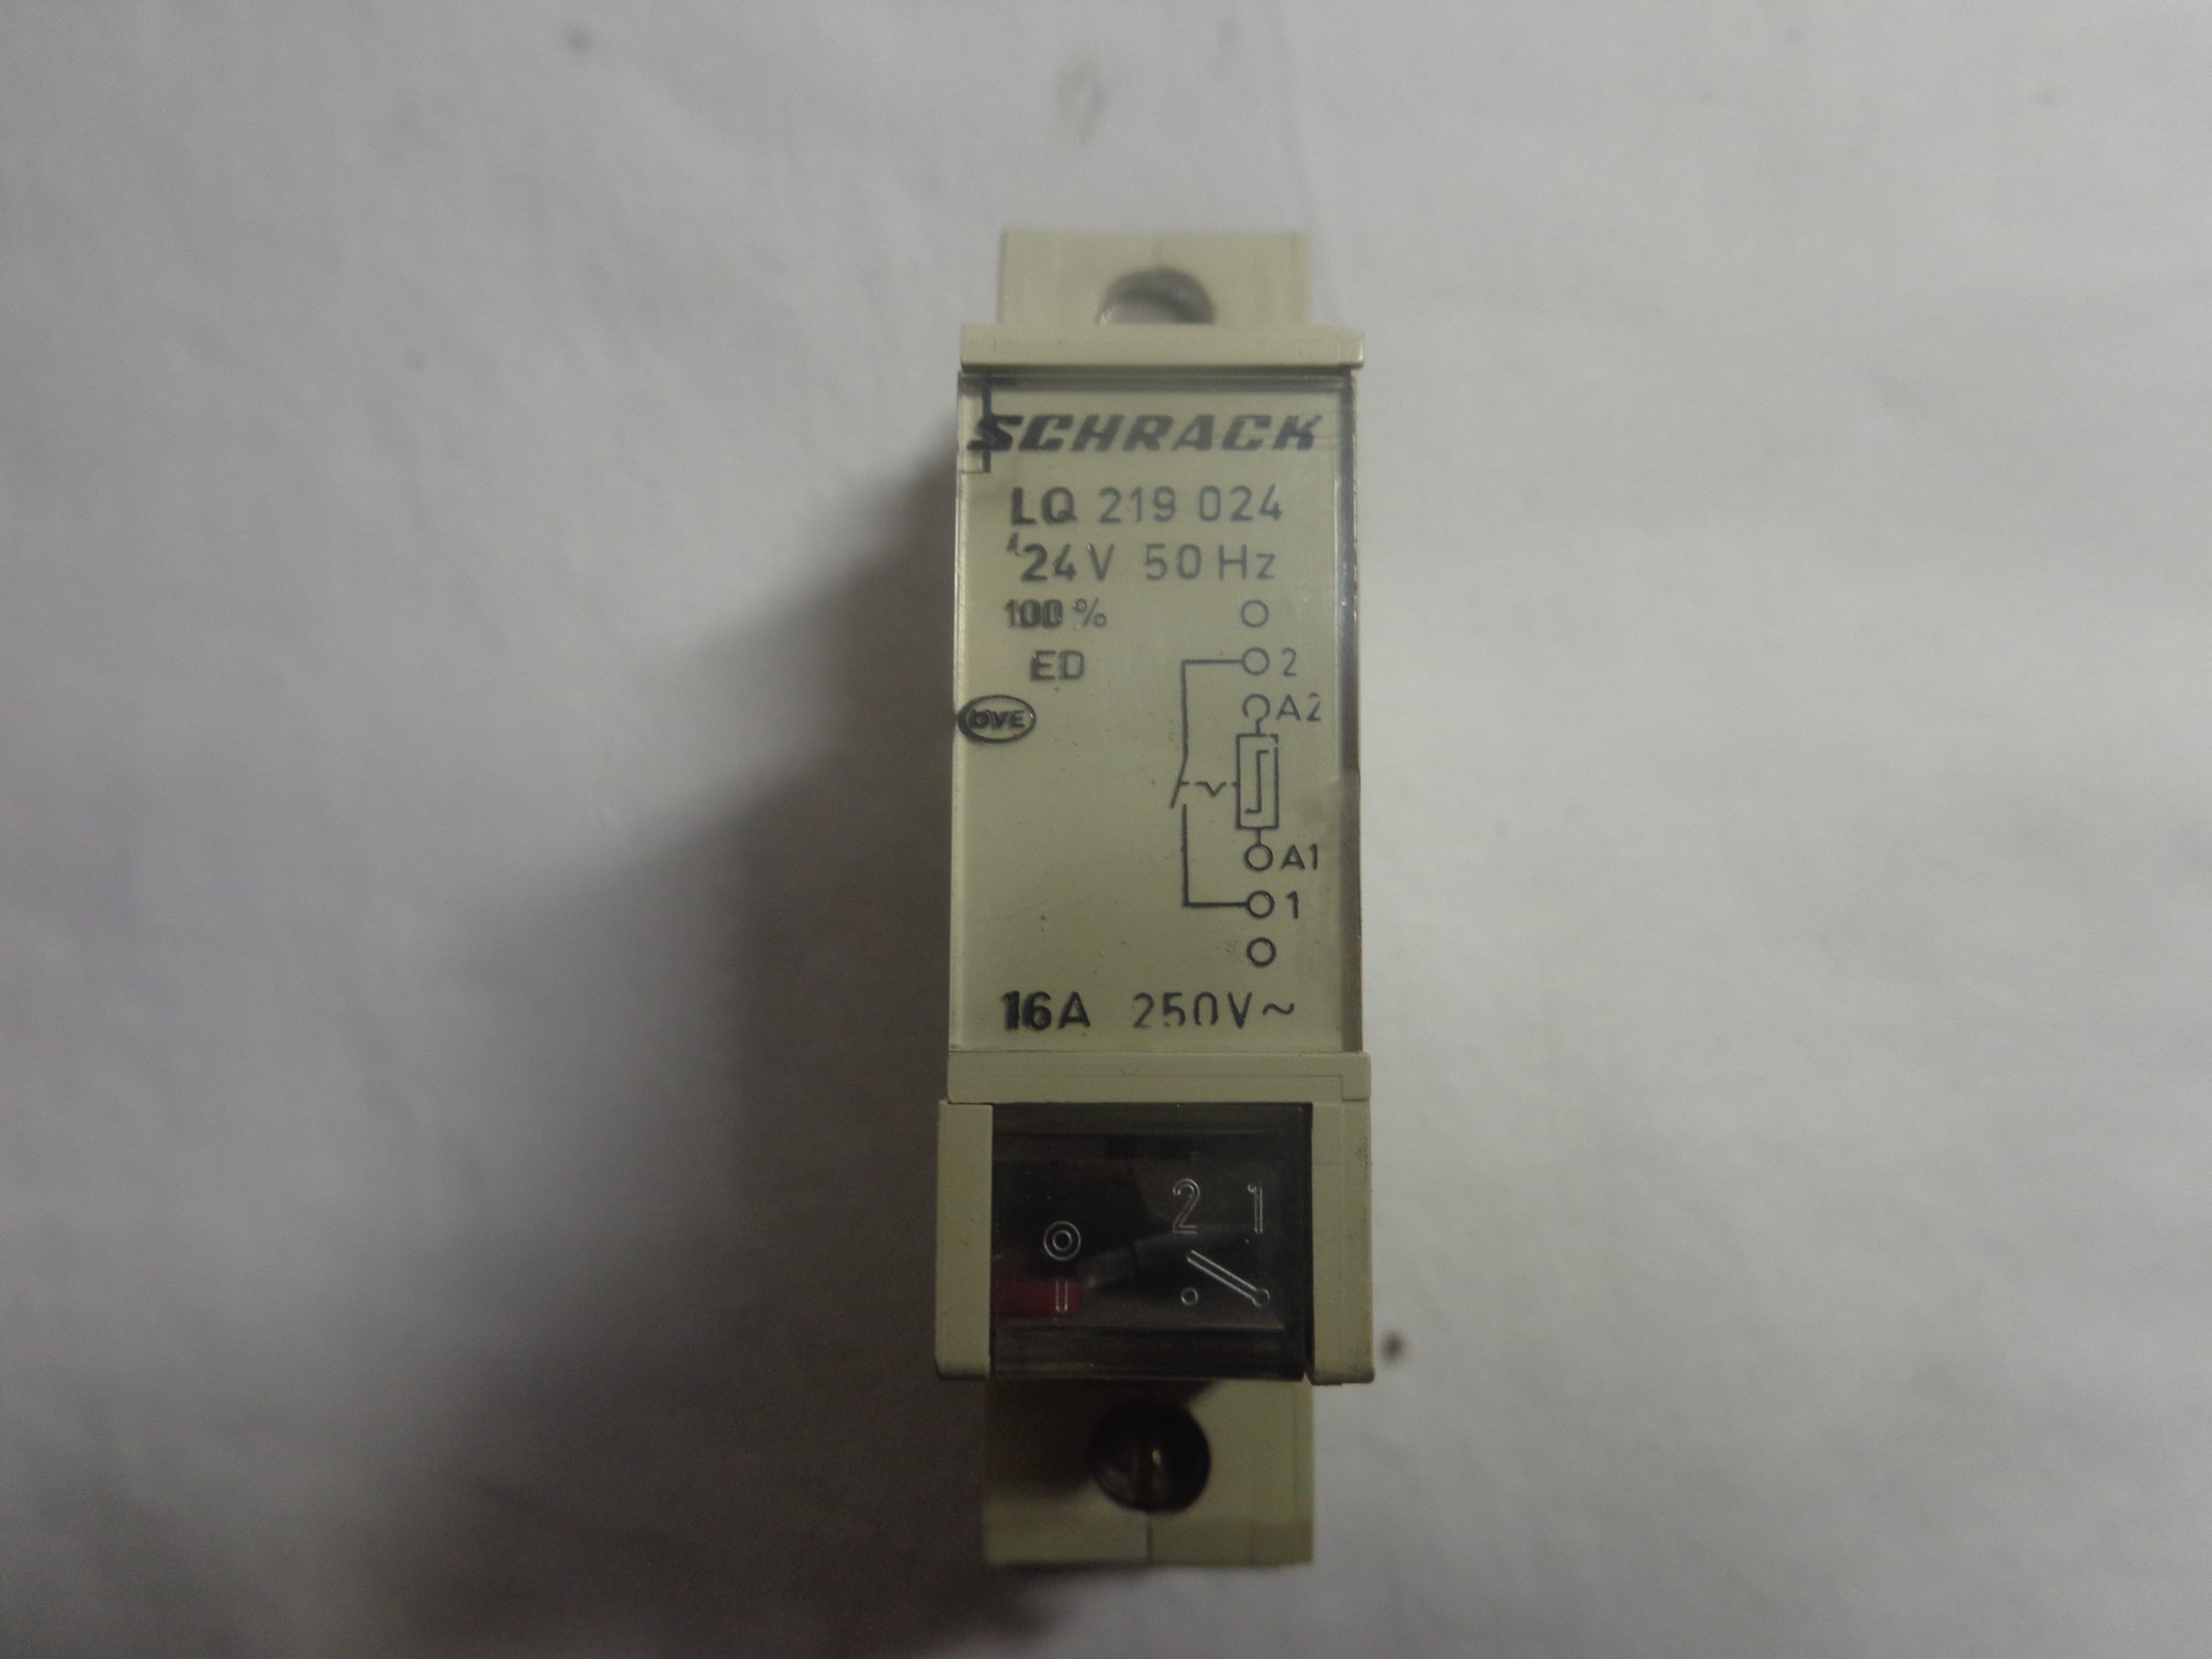 SCHRACK
LQ 219 024
24V 50Hz
100%
ED
2
ÖVE
A2
A1
1
16A 250V~
2 1